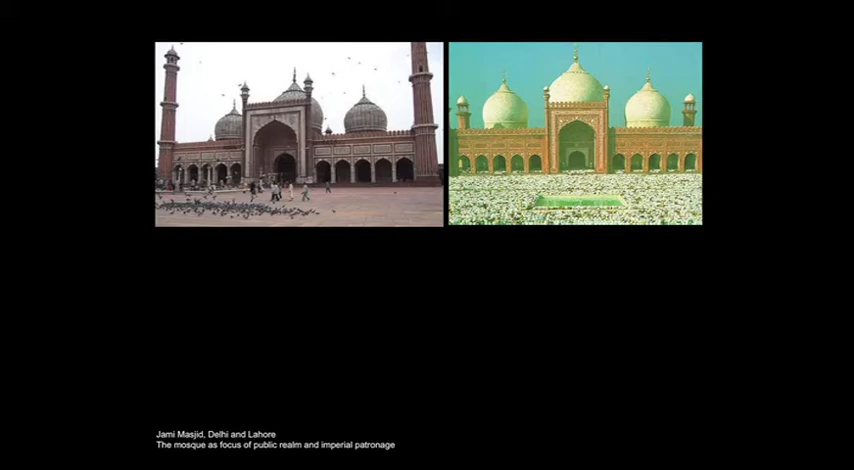 Jami Masjid, Delhi and Lahore
The mosque as focus of public realm and imperial patronage